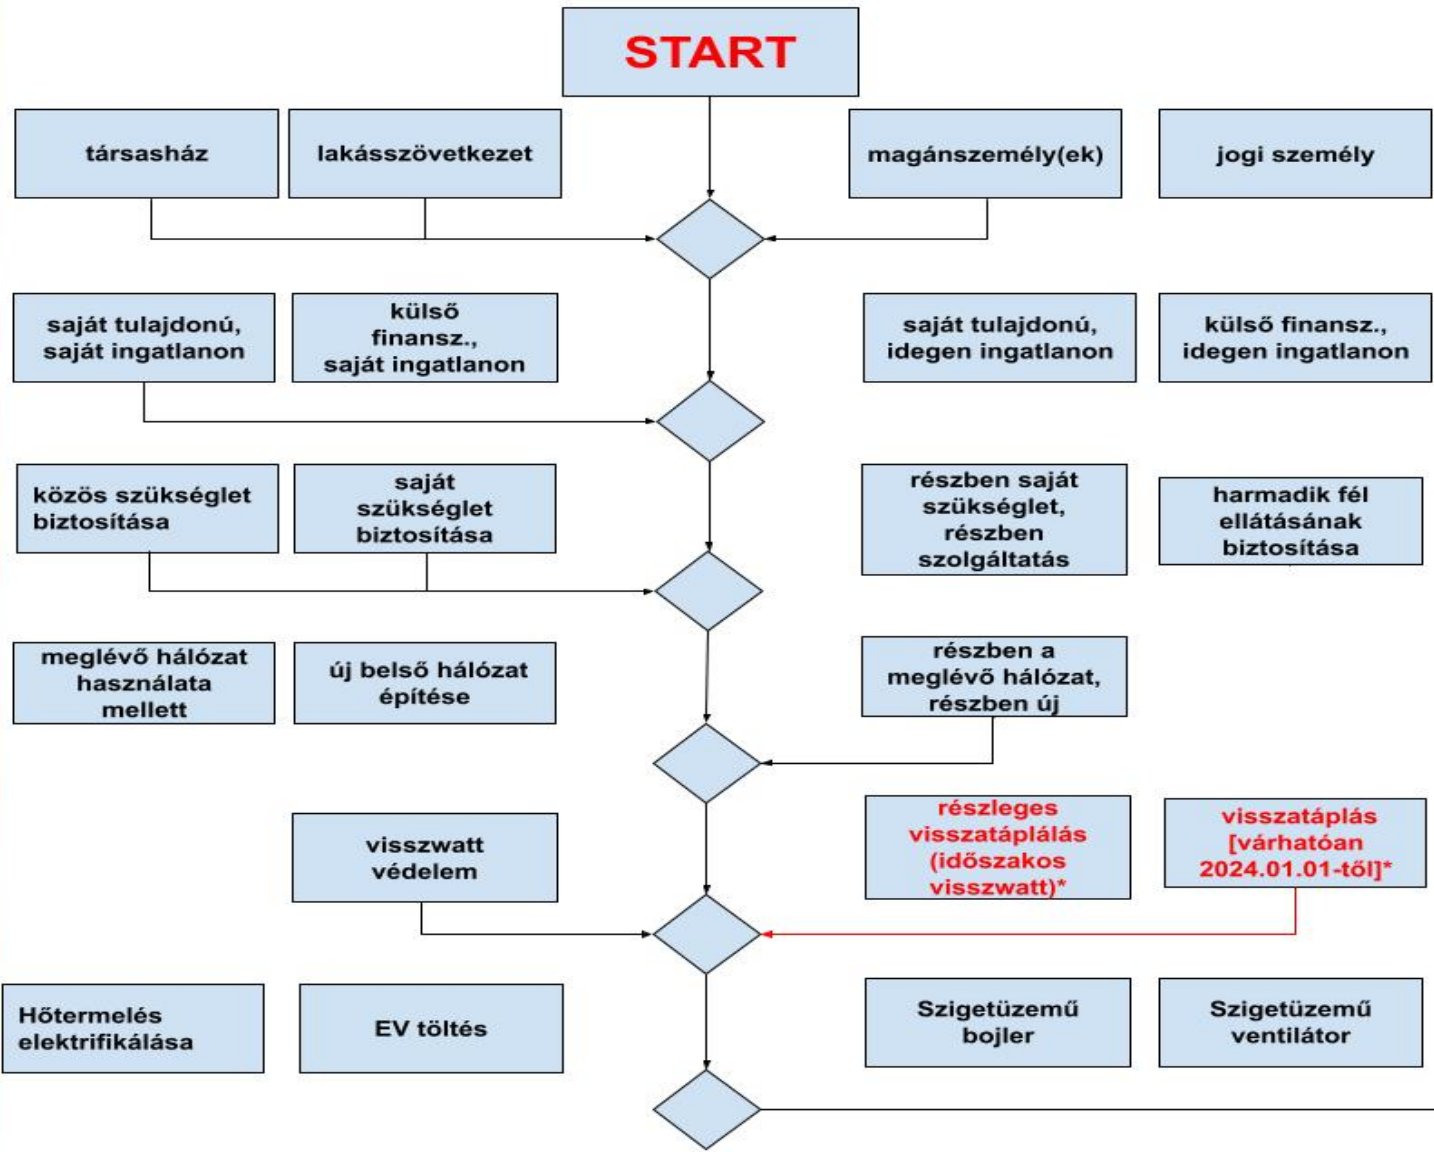 START
társasház
lakásszövetkezet
magánszemély(ek)
jogi személy
saját tulajdonú,
saját ingatlanon
külső
finansz.,
saját ingatlanon
saját tulajdonú,
idegen ingatlanon
külső finansz.,
idegen ingatlanon
közös szükséglet
biztosítása
saját
szükséglet
biztosítása
részben saját
szükséglet,
részben
szolgáltatás
harmadik fél
ellátásának
biztosítása
meglévő hálózat
használata
mellett
új belső hálózat
építése
részben a
meglévő hálózat,
részben új
visszwatt
védelem
részleges
visszatáplálás
(időszakos
visszwatt)*
visszatáplás
[várhatóan
2024.01.01-től]*
Hőtermelés
elektrifikálása
EV töltés
Szigetüzemű
bojler
Szigetüzemű
ventilátor